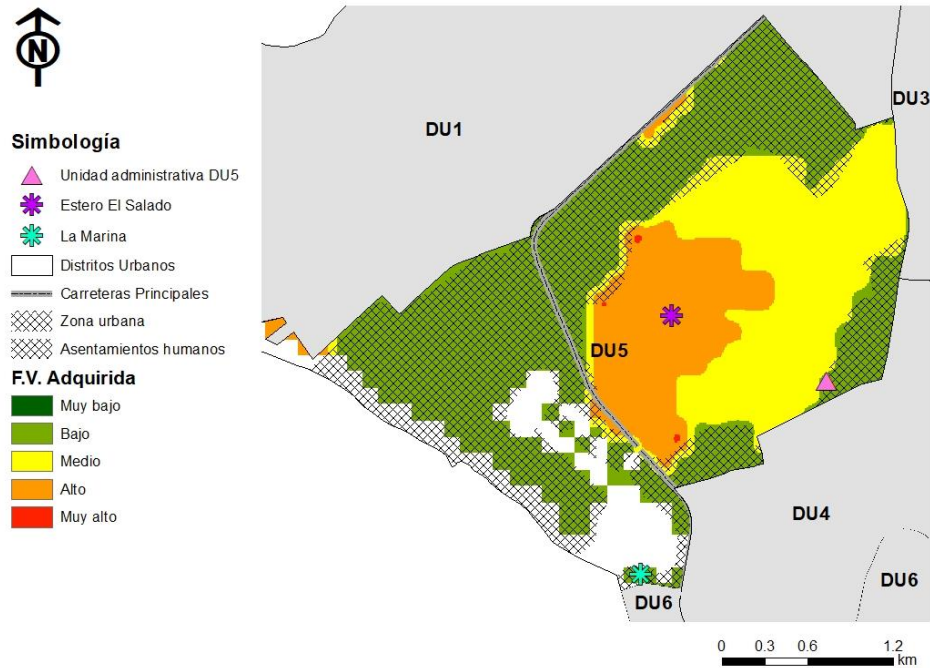 N
Simbología
Unidad administrativa DU5
Estero El Salado
La Marina
Distritos Urbanos
Carreteras Principales
Zona urbana
Asentamientos humanos
F.V. Adquirida
Muy bajo
Bajo
Medio
Alto
Muy alto
DU1
DU3
DU5
DU4
DU6
DU6
0 0.3 0.6 1.2
km